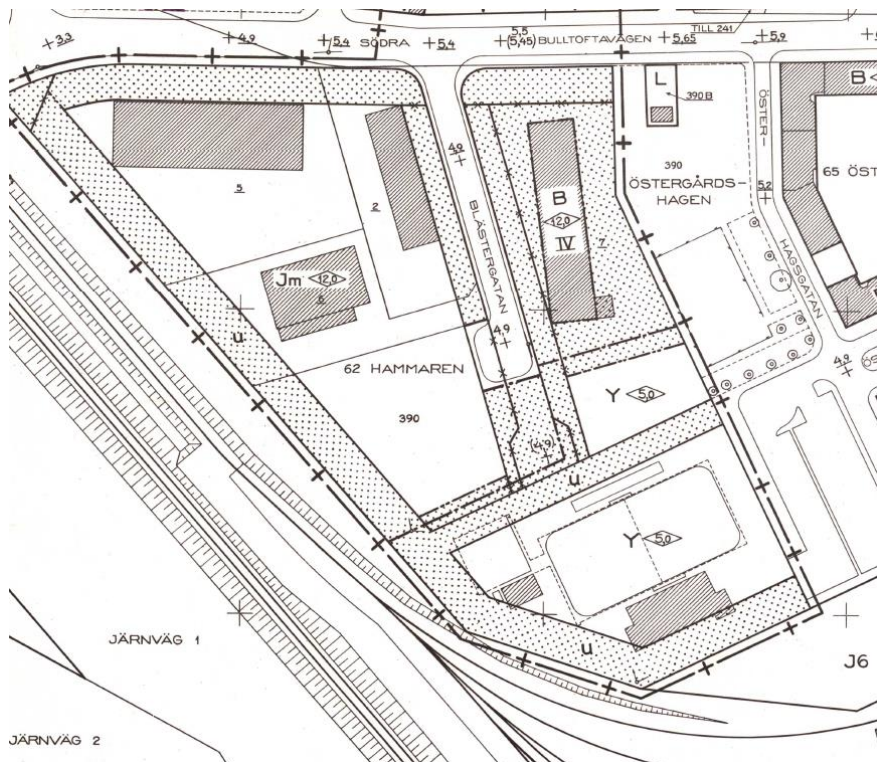 5,5
TILL 241
3,3
4,9
5,4
SÖDRA
5,4
(5,45)
BULLTOFTAVÄGEN
5,65
5,9
L
390 B
B
ÖSTER-
4,9
390
65 ÖST
5
2
ÖSTERGÅRDS-
HAGEN
5,2
B
12,0
IV
7
BLÄSTERGATAN
HAGSGATAN
Jm 12,0
6
u
4,9
4,9
ÖS
62 HAMMAREN
Y 5,0
390
(4,9)
u
Y 5,0
JÄRNVÄG 1
u
J6
JÄRNVÄG 2